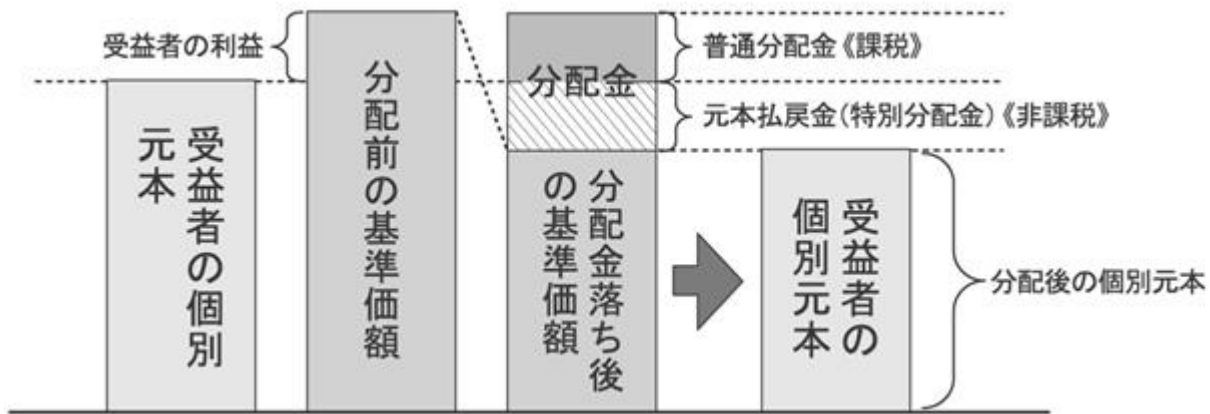 受益者の利益
受益者の個別
元本
分配前の基準価額
分配金
分配金落ち後
の基準価額
普通分配金《課税》
元本払戻金(特別分配金)《非課税》
受益者の
個別元本
分配後の個別元本